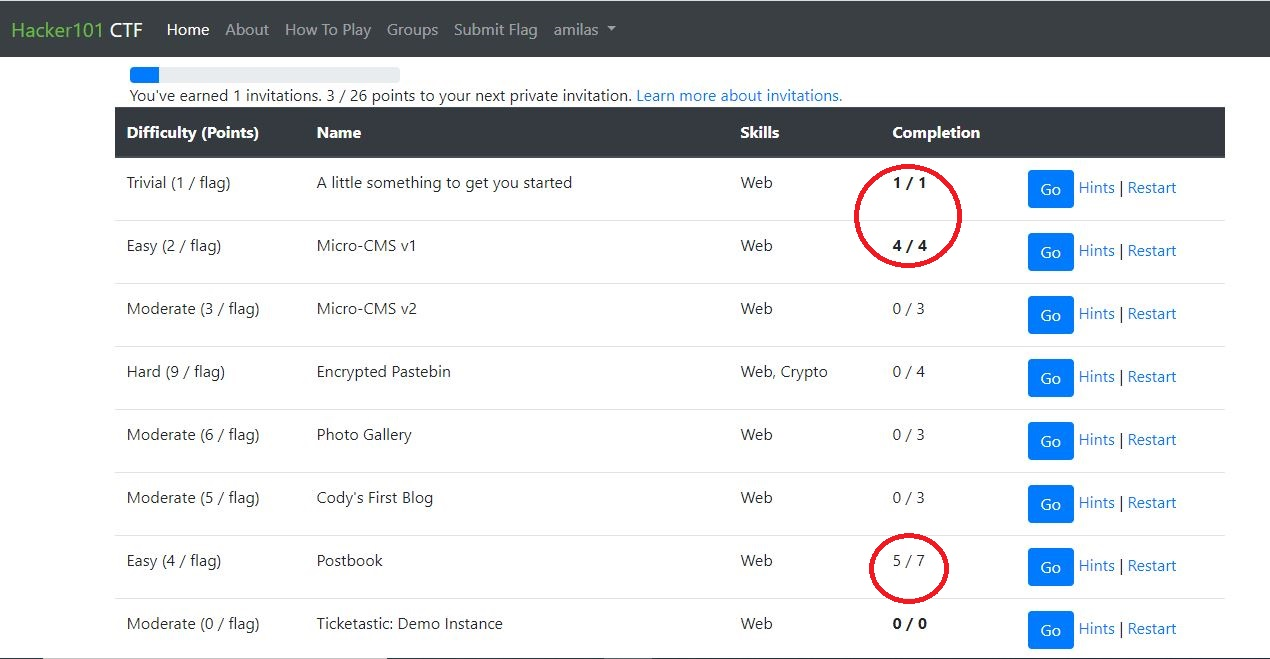 Hacker101 CTF Home About How To Play Groups Submit Flag amilas
You've earned 1 invitations. 3 / 26 points to your next private invitation. Learn more about invitations.
Difficulty (Points) Name Skills Completion
Trivial (1 / flag) A little something to get you started Web 1 / 1 Go Hints | Restart
Easy (2 / flag) Micro-CMS v1 Web 4 / 4 Go Hints | Restart
Moderate (3 / flag) Micro-CMS v2 Web 0 / 3 Go Hints | Restart
Hard (9 / flag) Encrypted Pastebin Web, Crypto 0 / 4 Go Hints | Restart
Moderate (6 / flag) Photo Gallery Web 0 / 3 Go Hints | Restart
Moderate (5 / flag) Cody's First Blog Web 0 / 3 Go Hints | Restart
Easy (4 / flag) Postbook Web 5 / 7 Go Hints | Restart
Moderate (0 / flag) Ticketastic: Demo Instance Web 0 / 0 Go Hints | Restart